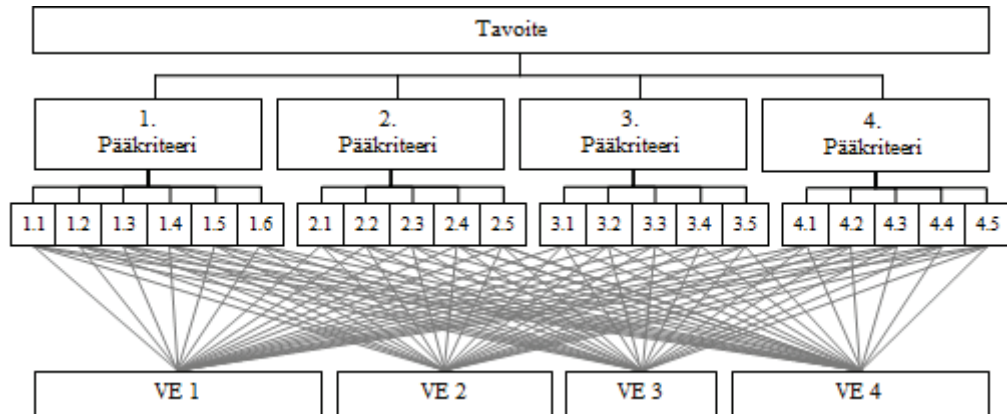 Tavoite
1.
Pääkriteeri
2.
Pääkriteeri
3.
Pääkriteeri
4.
Pääkriteeri
1.1 1.2 1.3 1.4 1.5 1.6 2.1 2.2 2.3 2.4 2.5 3.1 3.2 3.3 3.4 3.5 4.1 4.2 4.3 4.4 4.5
VE 1 VE 2 VE 3 VE 4